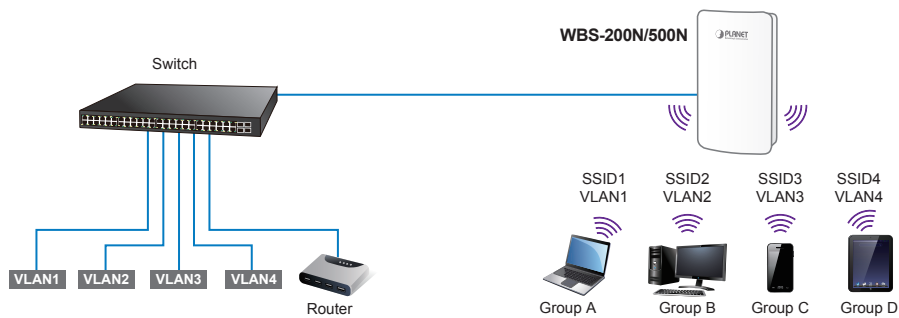 WBS-200N/500N
PLANET
Switch
SSID1
VLAN1
SSID2
VLAN2
SSID3
VLAN3
SSID4
VLAN4
VLAN1
VLAN2
VLAN3
VLAN4
Router
Group A
Group B
Group C
Group D